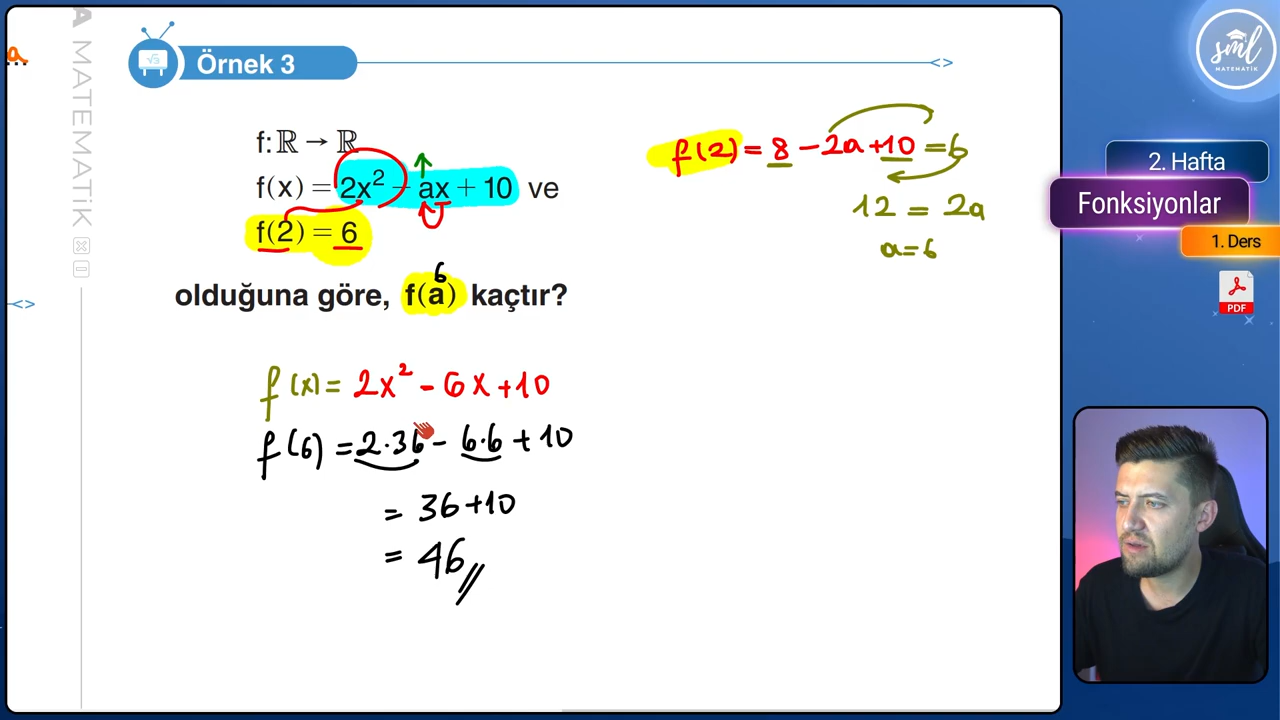 A MATEMATİK
a
√5
Örnek 3
<>
f: ℝ → ℝ
f(x) = 2x² - ax + 10 ve
f(2) = 6
6
olduğuna göre, f(a) kaçtır?
<>
f(2) = 8 - 2a + 10 = 6
12 = 2a
a = 6
f(x) = 2x² - 6x + 10
f(6) = 2·36 - 6·6 + 10
= 36 + 10
= 46
sml
MATEMATİK
2. Hafta
Fonksiyonlar
1. Ders
PDF